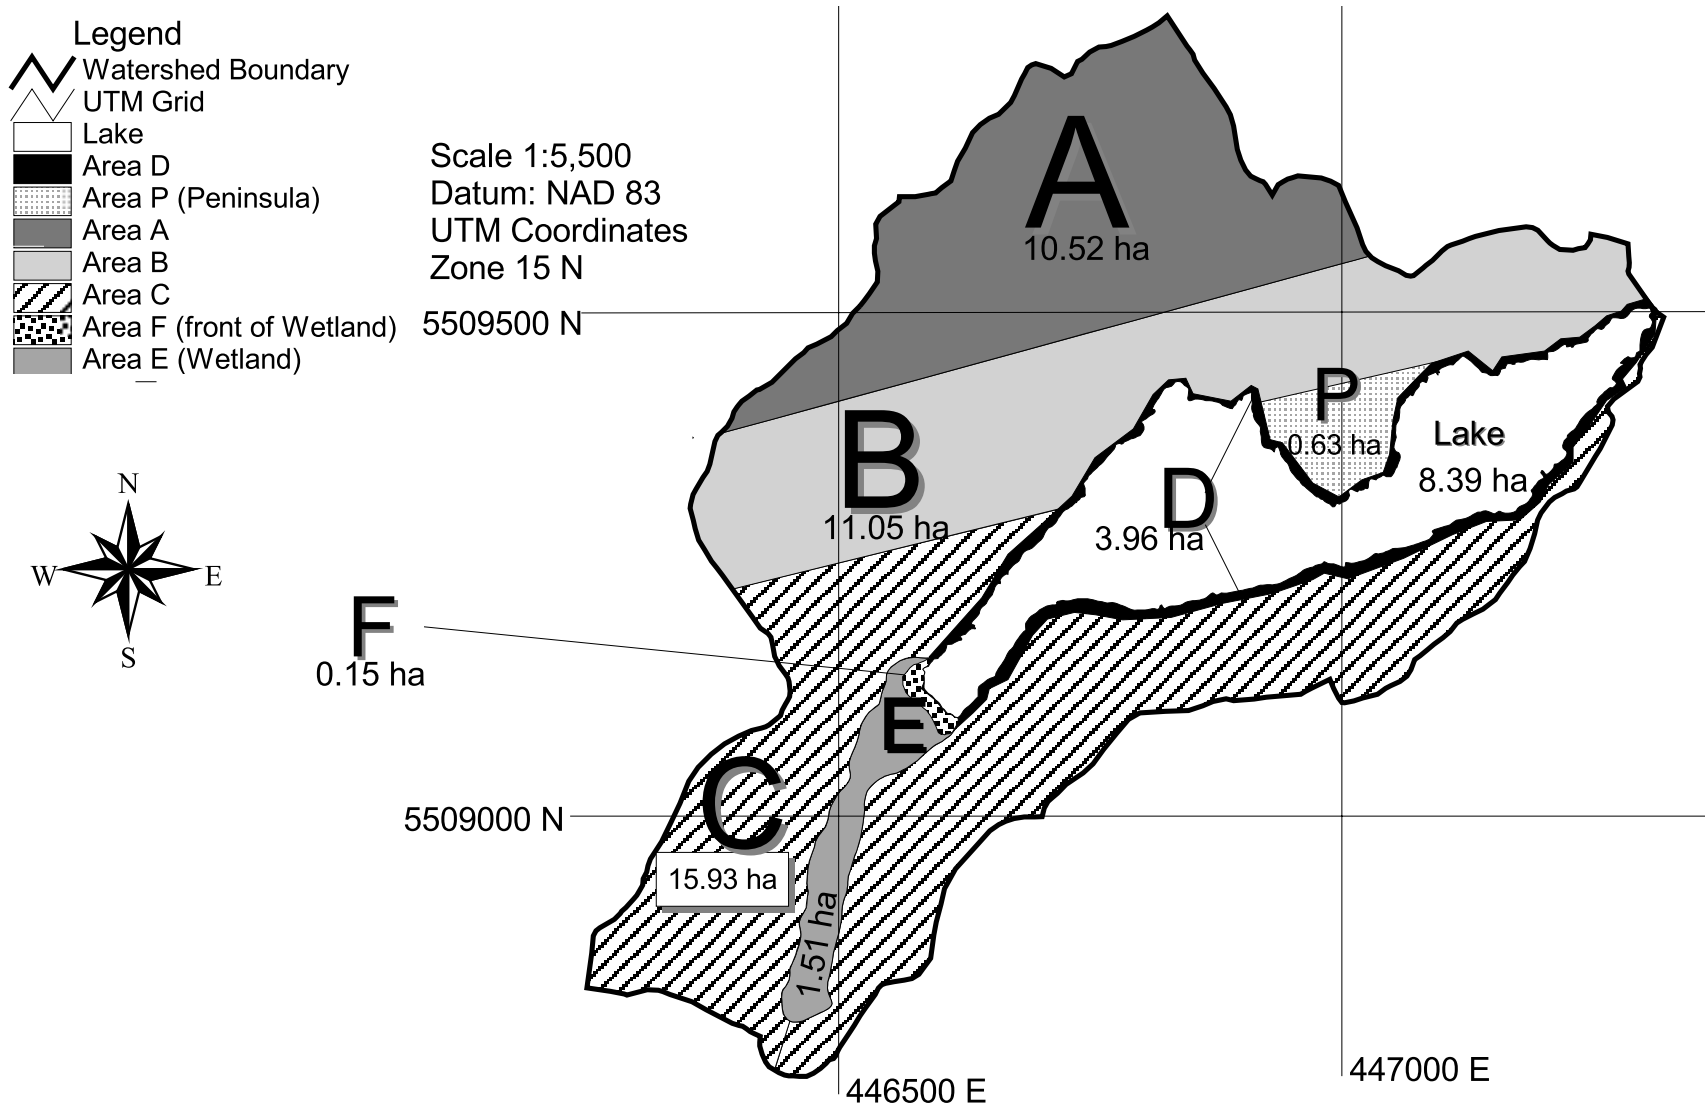 Legend
Watershed Boundary
UTM Grid
Lake
Area D
Area P (Peninsula)
Area A
Area B
Area C
Area F (front of Wetland)
Area E (Wetland)
Scale 1:5,500
Datum: NAD 83
UTM Coordinates
Zone 15 N
5509500 N
A
10.52 ha
B
11.05 ha
P
0.63 ha
Lake
8.39 ha
D
3.96 ha
N
W
E
S
F
0.15 ha
E
C
15.93 ha
1.51 ha
5509000 N
446500 E
447000 E